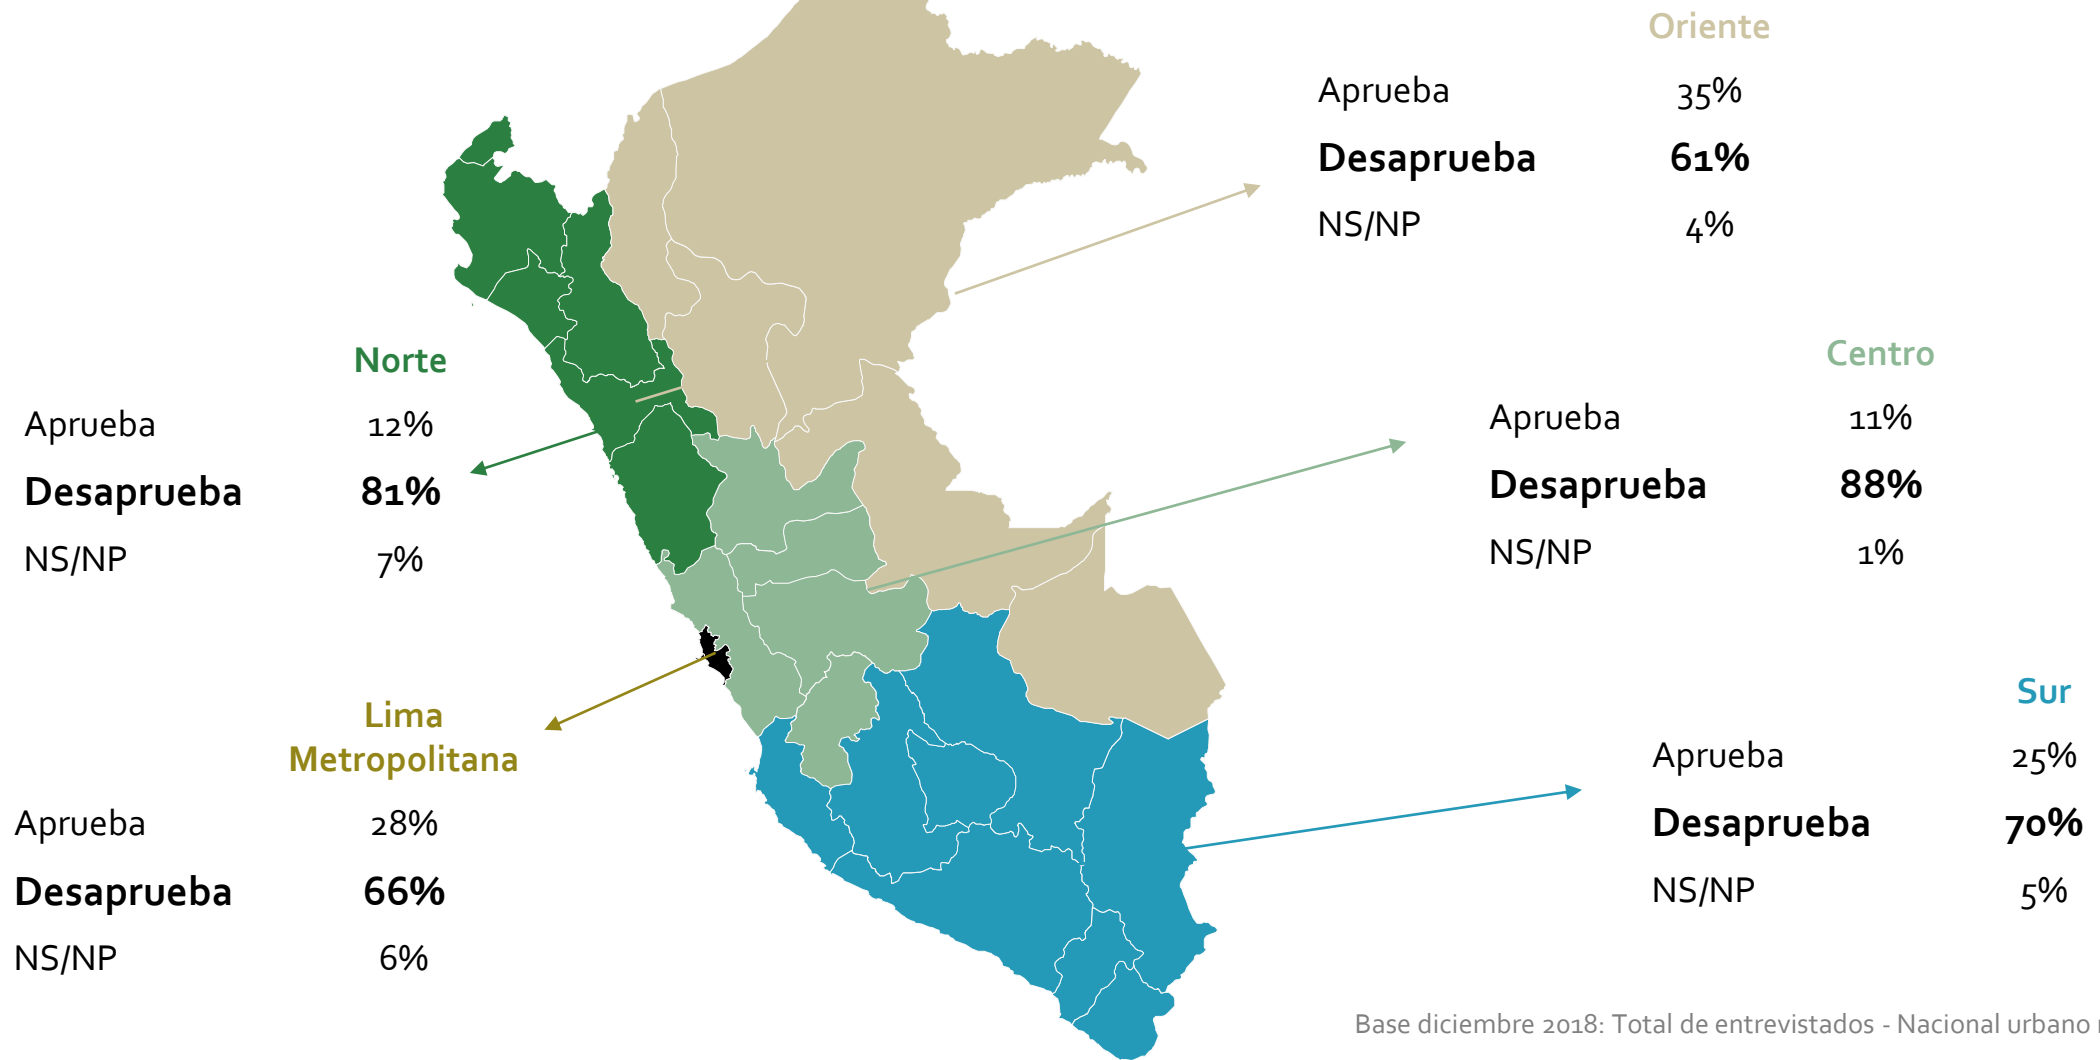 Oriente
Aprueba 35%
Desaprueba 61%
NS/NP 4%
Norte
Aprueba 12%
Desaprueba 81%
NS/NP 7%
Centro
Aprueba 11%
Desaprueba 88%
NS/NP 1%
Lima
Metropolitana
Aprueba 28%
Desaprueba 66%
NS/NP 6%
Sur
Aprueba 25%
Desaprueba 70%
NS/NP 5%
Base diciembre 2018: Total de entrevistados - Nacional urbano